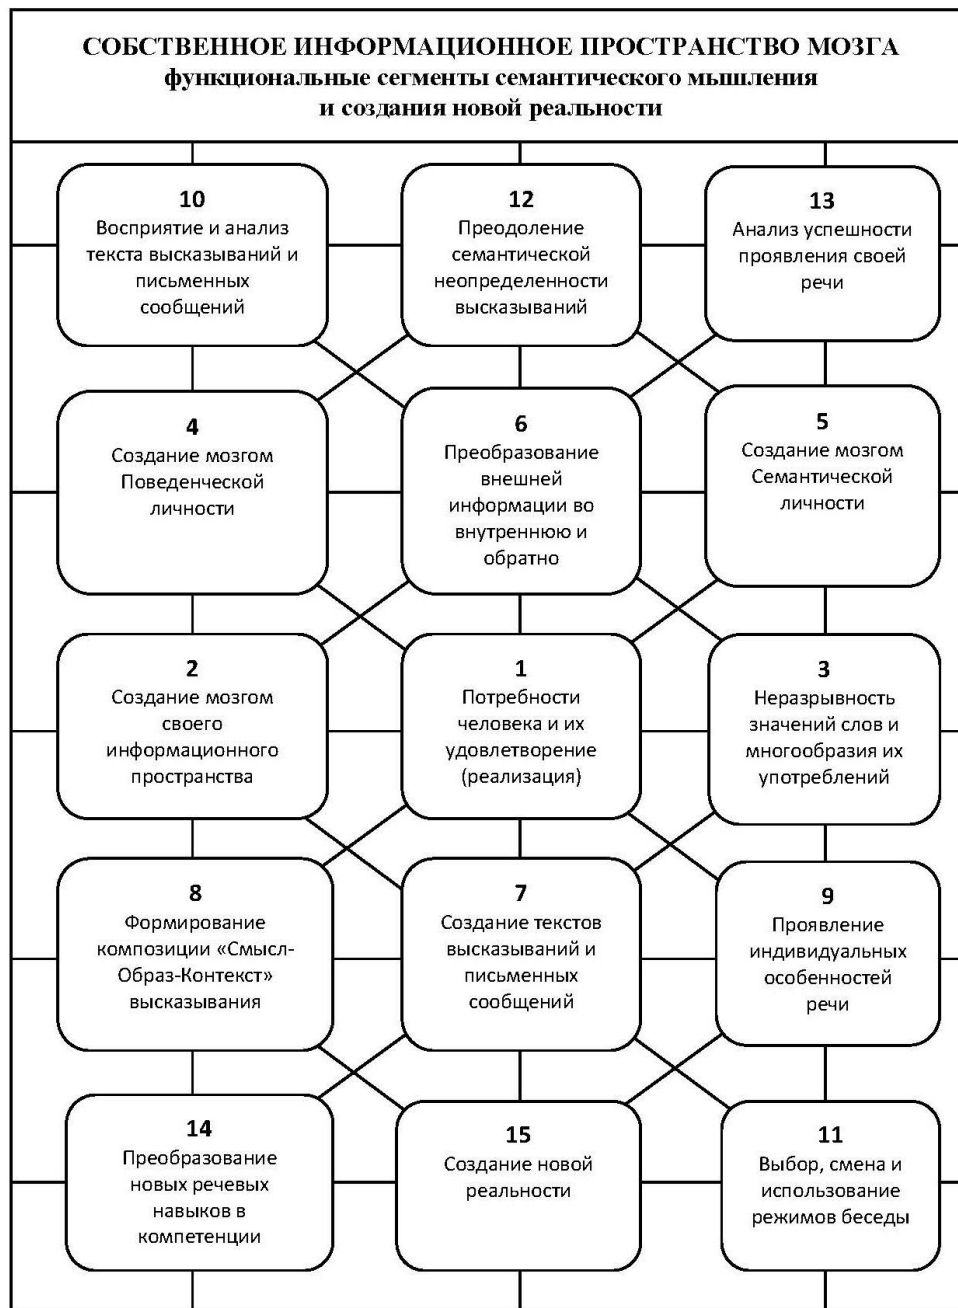 СОБСТВЕННОЕ ИНФОРМАЦИОННОЕ ПРОСТРАНСТВО МОЗГА
функциональные сегменты семантического мышления
и создания новой реальности
10
Восприятие и анализ
текста высказываний и
письменных
сообщений
12
Преодоление
семантической
неопределенности
высказываний
13
Анализ успешности
проявления своей
речи
4
Создание мозгом
Поведенческой
личности
6
Преобразование
внешней
информации во
внутреннюю и
обратно
5
Создание мозгом
Семантической
личности
2
Создание мозгом
своего
информационного
пространства
1
Потребности
человека и их
удовлетворение
(реализация)
3
Неразрывность
значений слов и
многообразия их
употреблений
8
Формирование
композиции «Смысл-
Образ-Контекст»
высказывания
7
Создание текстов
высказываний и
письменных
сообщений
9
Проявление
индивидуальных
особенностей
речи
14
Преобразование
новых речевых
навыков в
компетенции
15
Создание новой
реальности
11
Выбор, смена и
использование
режимов беседы